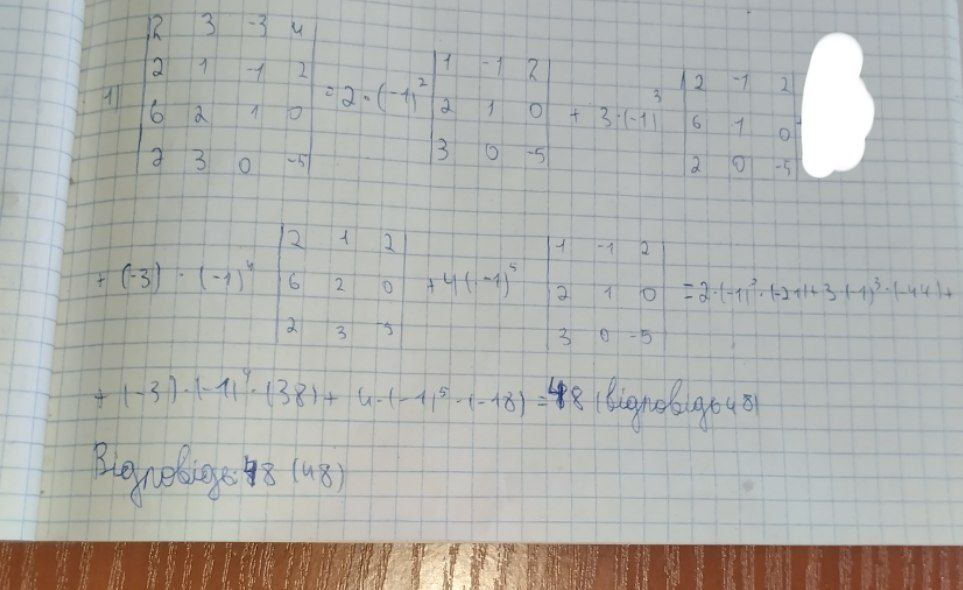 1) | 2 3 -3 4 ; 2 1 -1 2 ; 6 2 1 0 ; 2 3 0 -5 | = 2·(-1)² | 1 -1 2 ; 2 1 0 ; 3 0 -5 | + 3·(-1)³ | 2 -1 2 ; 6 1 0 ; 2 0 -5 |
+ (-3) · (-1)⁴ | 2 1 2 ; 6 2 0 ; 2 3 -5 | + 4(-1)⁵ | 1 -1 2 ; 2 1 0 ; 3 0 -5 | = 2·(-1)²·(-21)+3·(-1)³·(-44)+
+ (-3)·(-1)⁴·(38)+ 4·(-1)⁵·(-18) = 48 (відповідь 48)
Відповідь 48 (48)